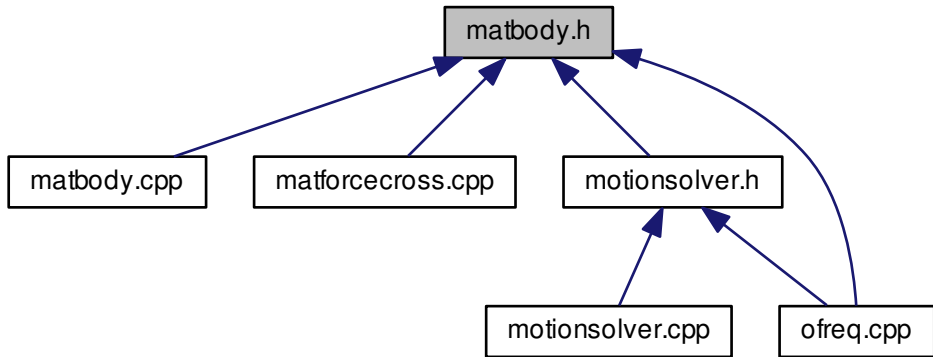 matbody.h
matbody.cpp
matforcecross.cpp
motionsolver.h
motionsolver.cpp
ofreq.cpp